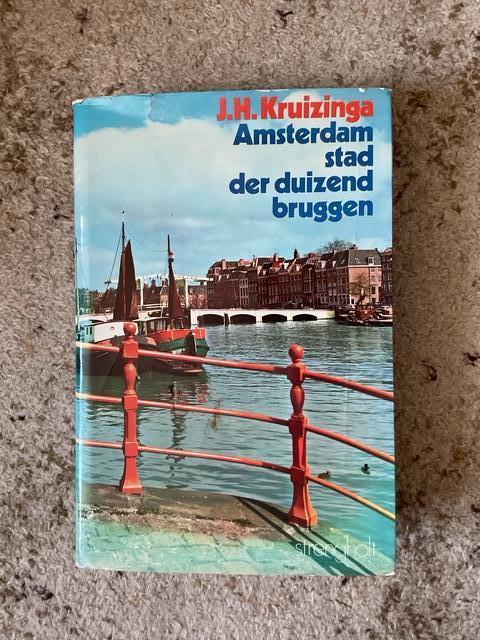 J.H. Kruizinga
Amsterdam
stad
der duizend
bruggen
strengholt